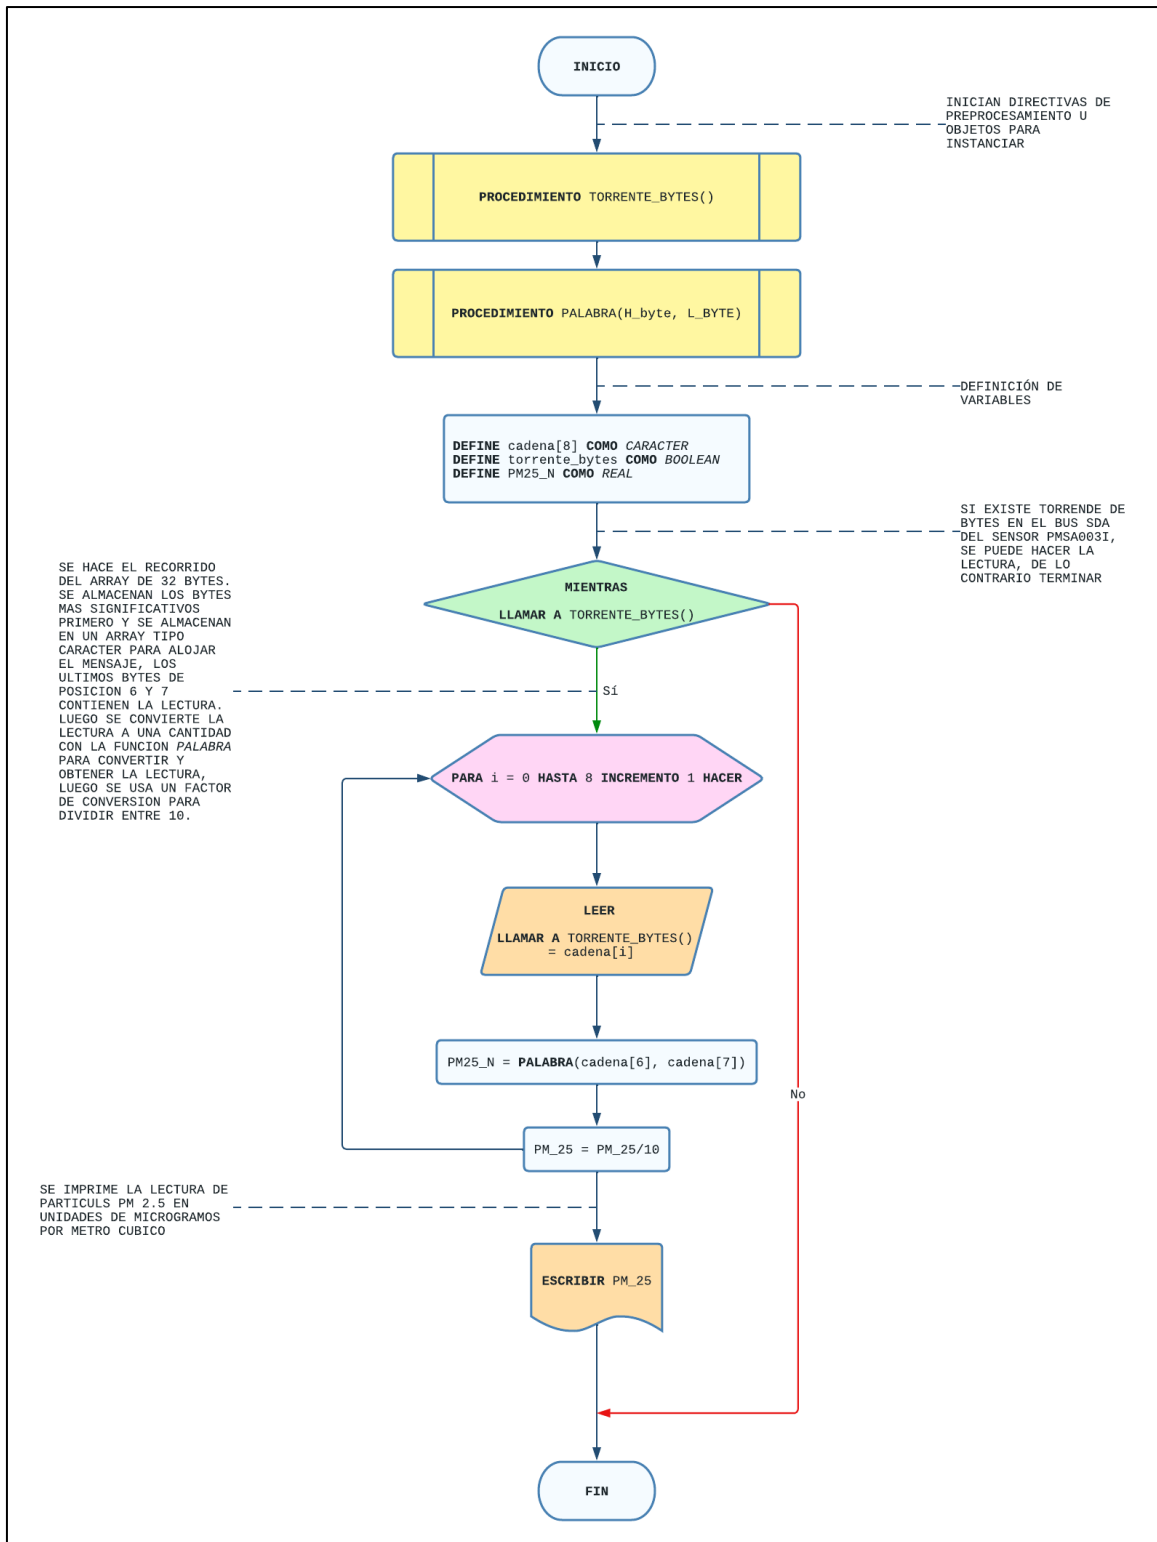 INICIO
INICIAN DIRECTIVAS DE
PREPROCESAMIENTO U
OBJETOS PARA
INSTANCIAR
PROCEDIMIENTO TORRENTE_BYTES()
PROCEDIMIENTO PALABRA(H_byte, L_BYTE)
DEFINICIÓN DE
VARIABLES
DEFINE cadena[8] COMO CARACTER
DEFINE torrente_bytes COMO BOOLEAN
DEFINE PM25_N COMO REAL
SI EXISTE TORRENDE DE
BYTES EN EL BUS SDA
DEL SENSOR PMSA003I,
SE PUEDE HACER LA
LECTURA, DE LO
CONTRARIO TERMINAR
MIENTRAS
LLAMAR A TORRENTE_BYTES()
SE HACE EL RECORRIDO
DEL ARRAY DE 32 BYTES.
SE ALMACENAN LOS BYTES
MAS SIGNIFICATIVOS
PRIMERO Y SE ALMACENAN
EN UN ARRAY TIPO
CARACTER PARA ALOJAR
EL MENSAJE, LOS
ULTIMOS BYTES DE
POSICION 6 Y 7
CONTIENEN LA LECTURA.
LUEGO SE CONVIERTE LA
LECTURA A UNA CANTIDAD
CON LA FUNCION PALABRA
PARA CONVERTIR Y
OBTENER LA LECTURA,
LUEGO SE USA UN FACTOR
DE CONVERSION PARA
DIVIDIR ENTRE 10.
Sí
PARA i = 0 HASTA 8 INCREMENTO 1 HACER
LEER
LLAMAR A TORRENTE_BYTES()
= cadena[i]
PM25_N = PALABRA(cadena[6], cadena[7])
No
PM_25 = PM_25/10
SE IMPRIME LA LECTURA DE
PARTICULS PM 2.5 EN
UNIDADES DE MICROGRAMOS
POR METRO CUBICO
ESCRIBIR PM_25
FIN